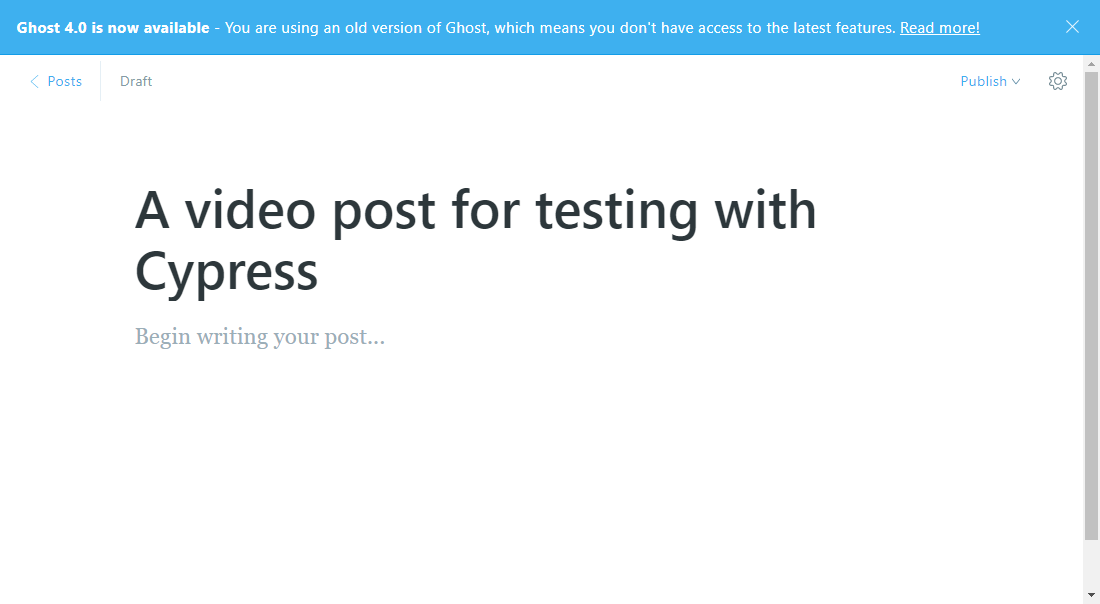 Ghost 4.0 is now available - You are using an old version of Ghost, which means you don't have access to the latest features. Read more!
Posts
Draft
Publish
A video post for testing with
Cypress
Begin writing your post...